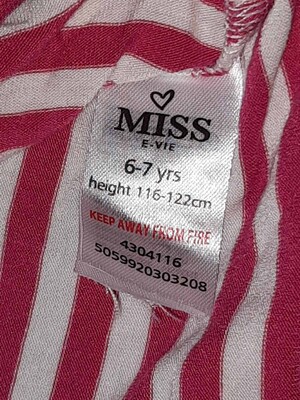 MISS
E-VIE
6-7 yrs
height 116-122cm
KEEP AWAY FROM FIRE
4304116
5059920303208